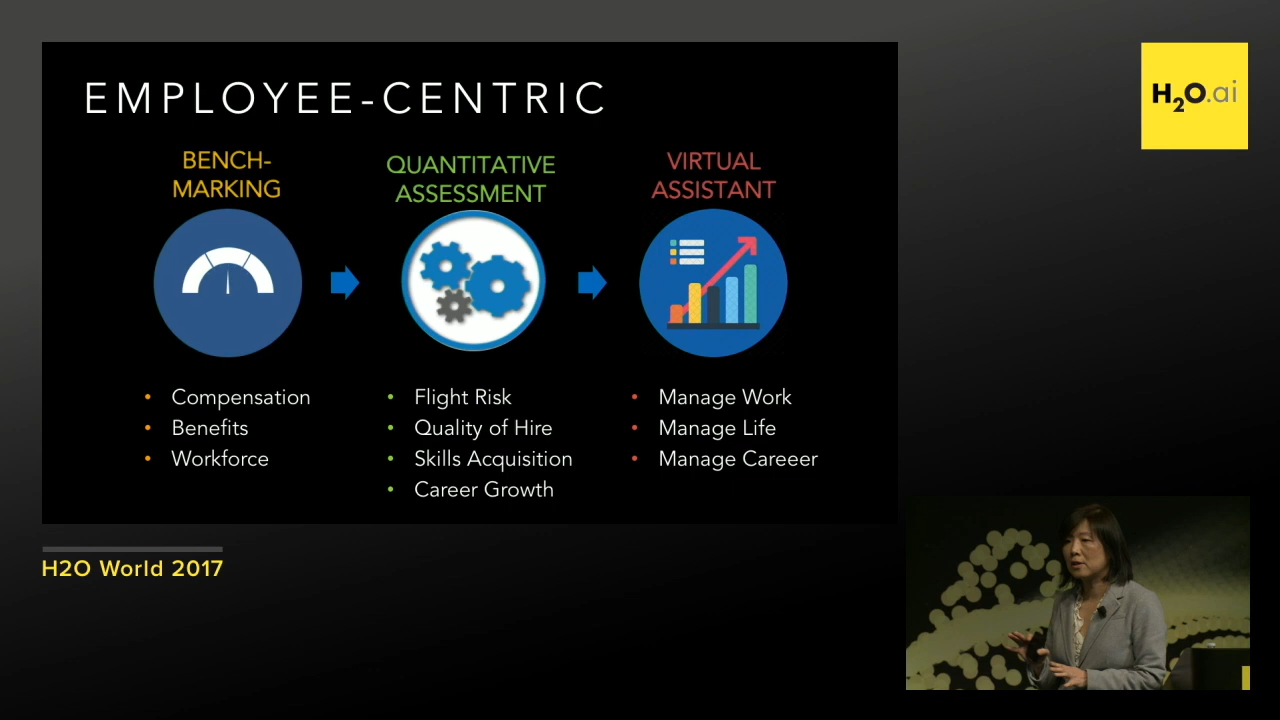 EMPLOYEE-CENTRIC
BENCH-
MARKING
QUANTITATIVE
ASSESSMENT
VIRTUAL
ASSISTANT
• Compensation
• Benefits
• Workforce
• Flight Risk
• Quality of Hire
• Skills Acquisition
• Career Growth
• Manage Work
• Manage Life
• Manage Careeer
H2O.ai
H2O World 2017